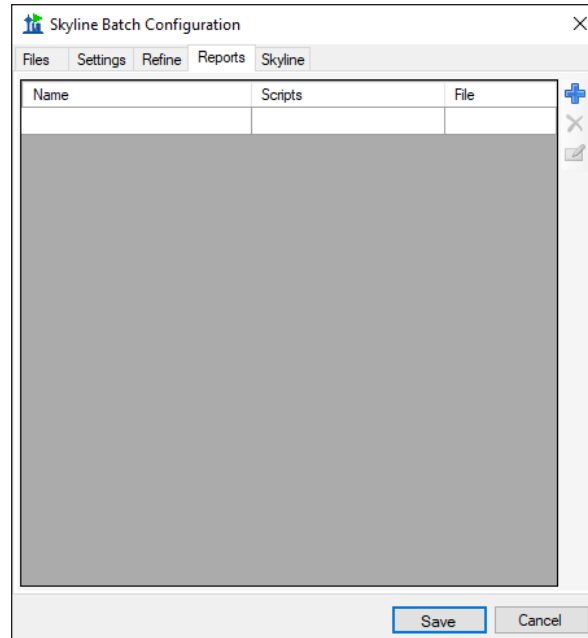 Skyline Batch Configuration
Files Settings Refine Reports Skyline
Name Scripts File
Save Cancel